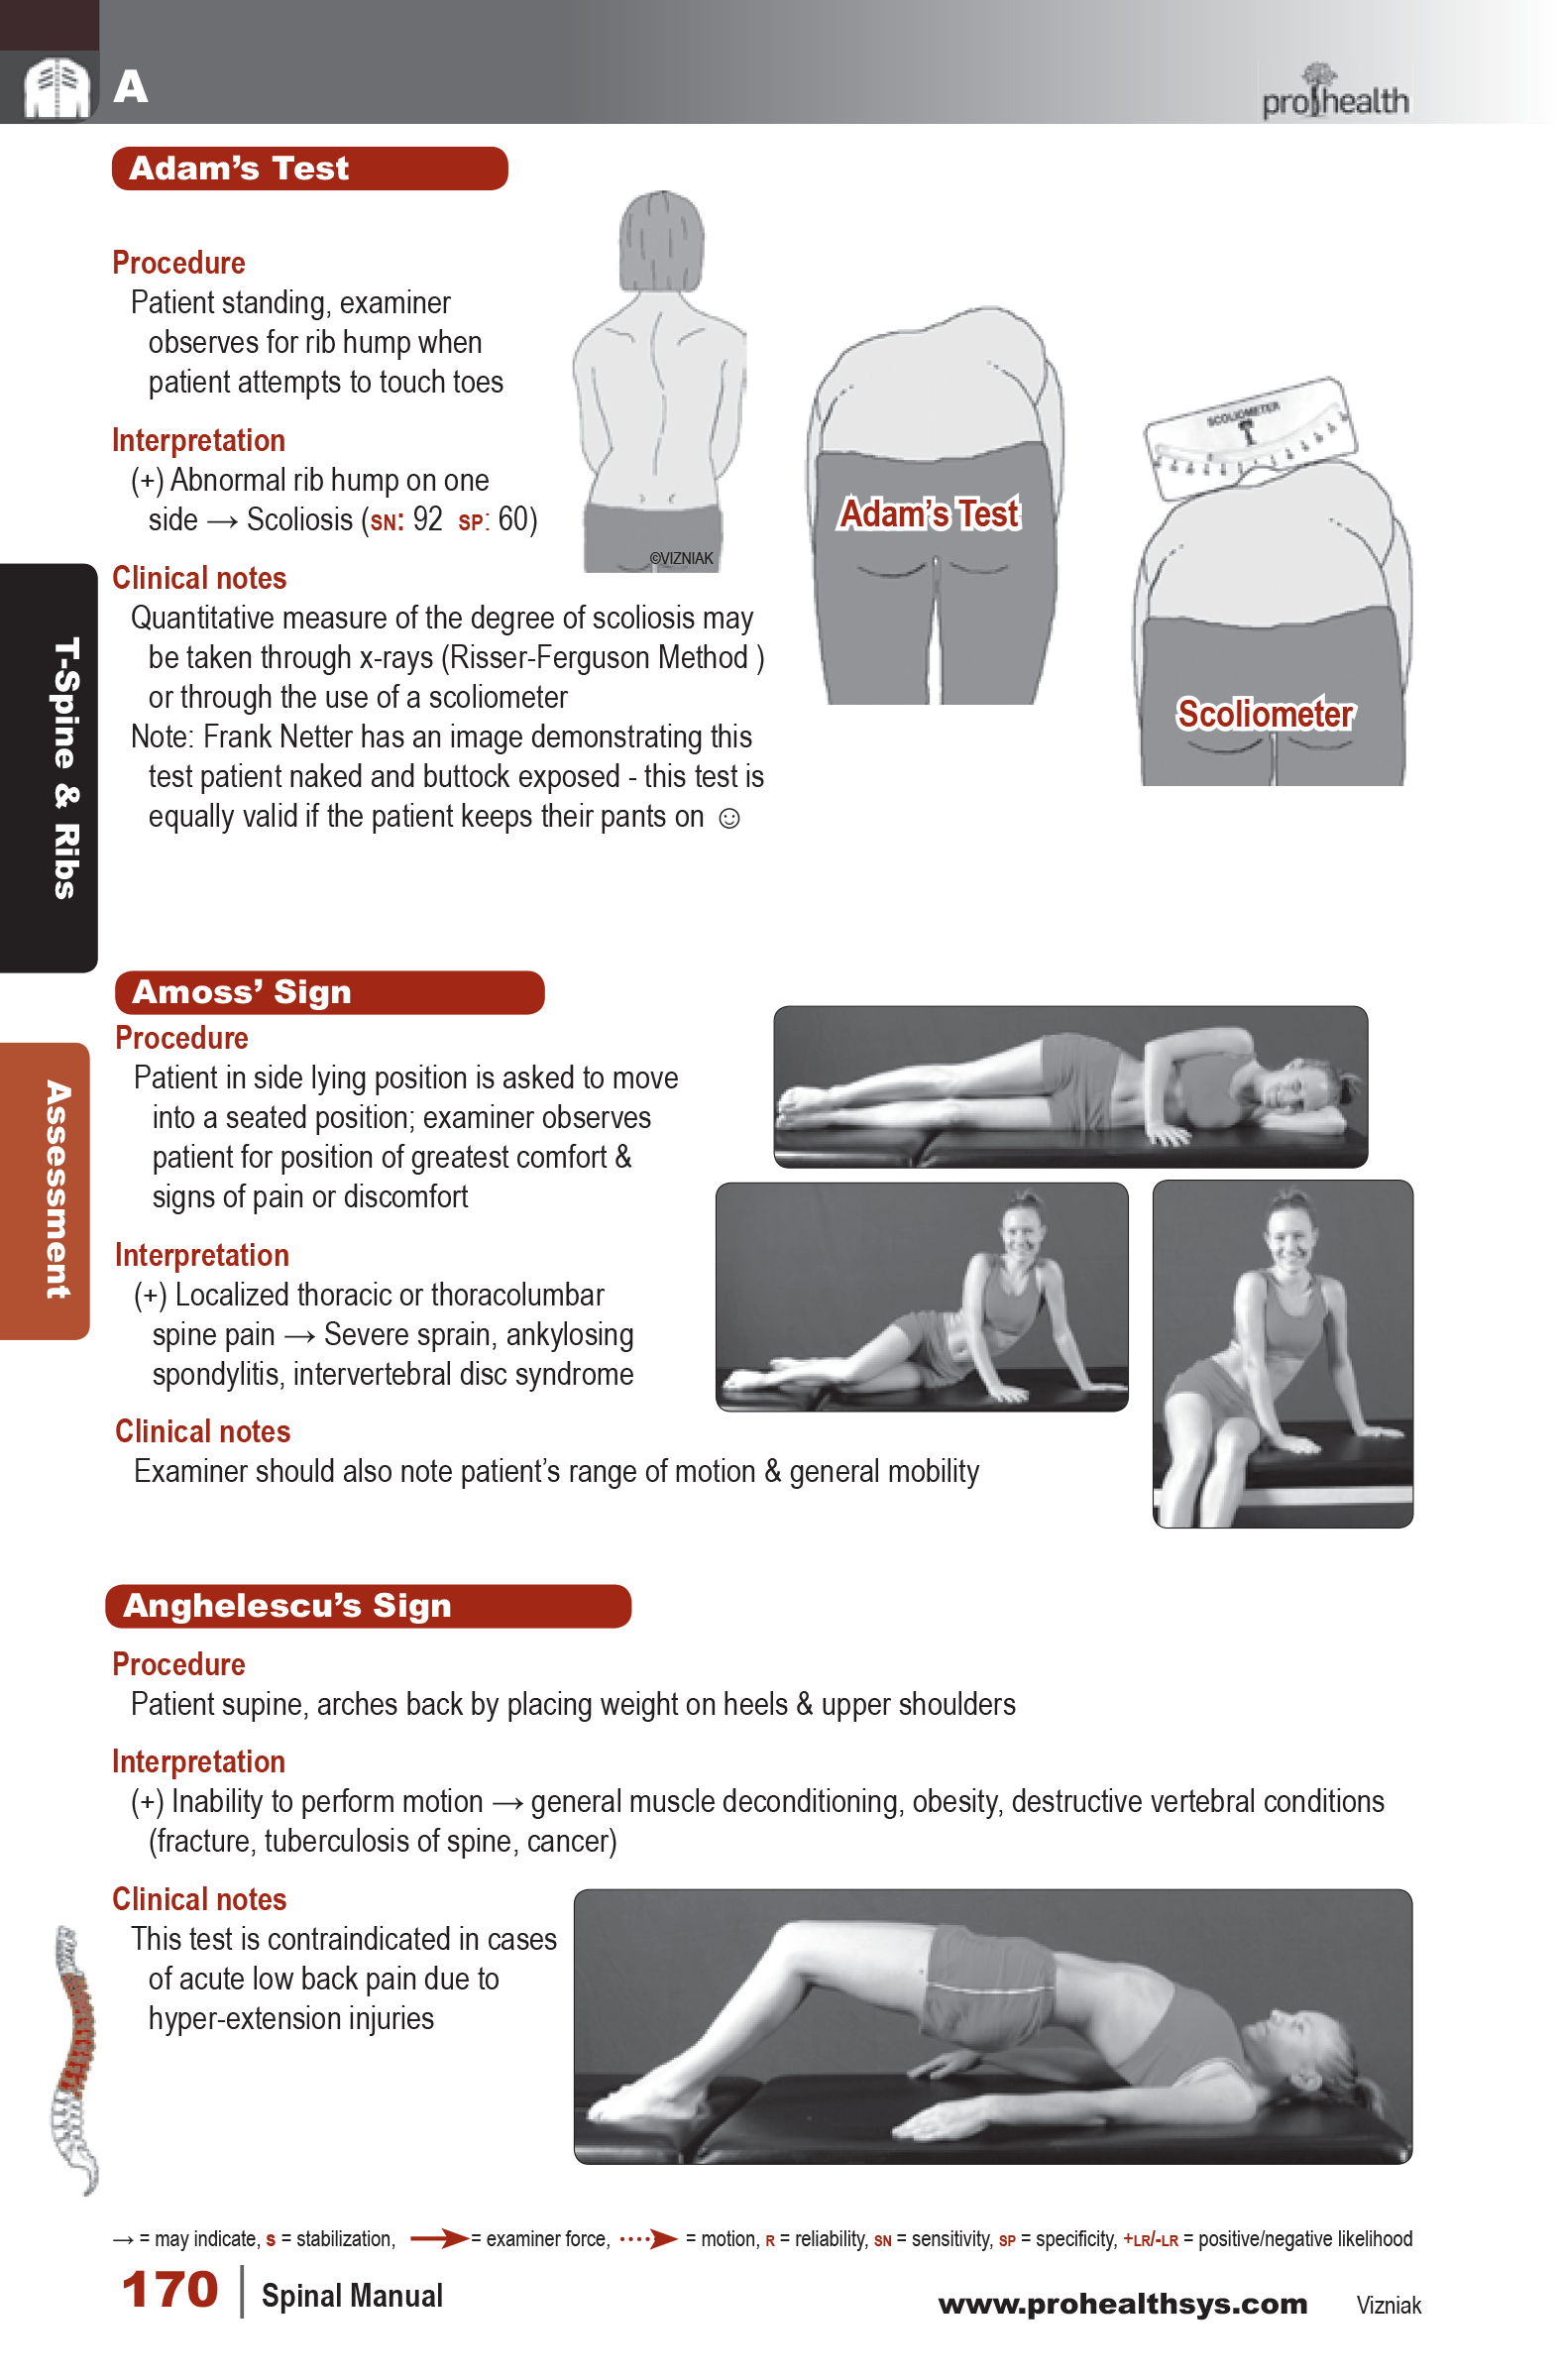 A
prohealth
Adam’s Test
Procedure
Patient standing, examiner
observes for rib hump when
patient attempts to touch toes
Interpretation
(+) Abnormal rib hump on one
side → Scoliosis (SN: 92 SP: 60)
©VIZNIAK
Adam’s Test
SCOLIOMETER
Scoliometer
Clinical notes
Quantitative measure of the degree of scoliosis may
be taken through x-rays (Risser-Ferguson Method )
or through the use of a scoliometer
Note: Frank Netter has an image demonstrating this
test patient naked and buttock exposed - this test is
equally valid if the patient keeps their pants on ☺
T-Spine & Ribs
Assessment
Amoss’ Sign
Procedure
Patient in side lying position is asked to move
into a seated position; examiner observes
patient for position of greatest comfort &
signs of pain or discomfort
Interpretation
(+) Localized thoracic or thoracolumbar
spine pain → Severe sprain, ankylosing
spondylitis, intervertebral disc syndrome
Clinical notes
Examiner should also note patient’s range of motion & general mobility
Anghelescu’s Sign
Procedure
Patient supine, arches back by placing weight on heels & upper shoulders
Interpretation
(+) Inability to perform motion → general muscle deconditioning, obesity, destructive vertebral conditions
(fracture, tuberculosis of spine, cancer)
Clinical notes
This test is contraindicated in cases
of acute low back pain due to
hyper-extension injuries
→ = may indicate, s = stabilization, = examiner force, = motion, R = reliability, SN = sensitivity, SP = specificity, +LR/-LR = positive/negative likelihood
170 Spinal Manual
www.prohealthsys.com Vizniak